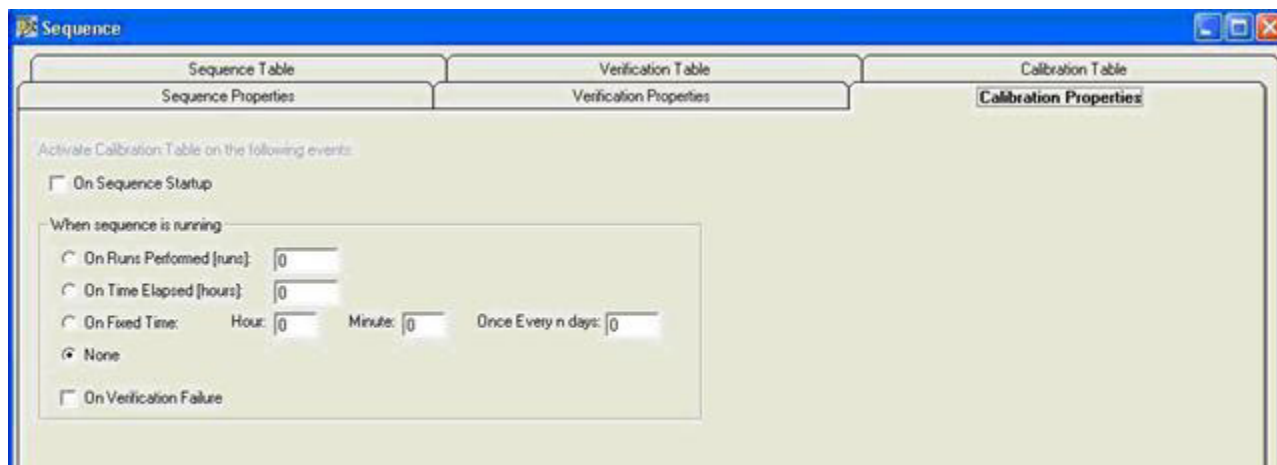 Sequence
Sequence Table Verification Table Calibration Table
Sequence Properties Verification Properties Calibration Properties
Activate Calibration Table on the following events:
On Sequence Startup
When sequence is running
On Runs Performed [runs]: 0
On Time Elapsed [hours]: 0
On Fixed Time: Hour: 0 Minute: 0 Once Every n days: 0
None
On Verification Failure